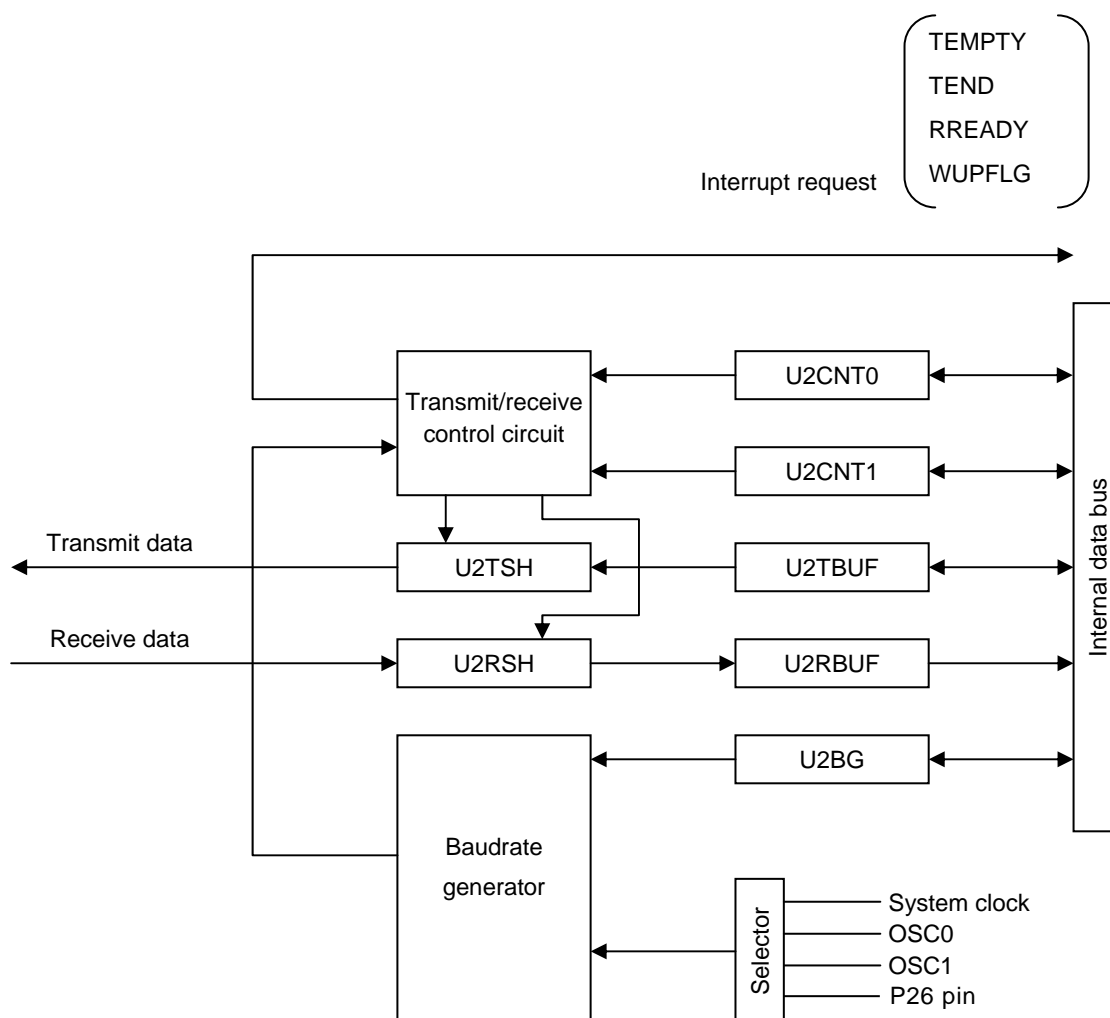 TEMPTY
TEND
RREADY
WUPFLG
Interrupt request
U2CNT0
Transmit/receive
control circuit
U2CNT1
Transmit data
U2TSH
U2TBUF
Receive data
U2RSH
U2RBUF
Internal data bus
U2BG
Baudrate
generator
Selector
System clock
OSC0
OSC1
P26 pin